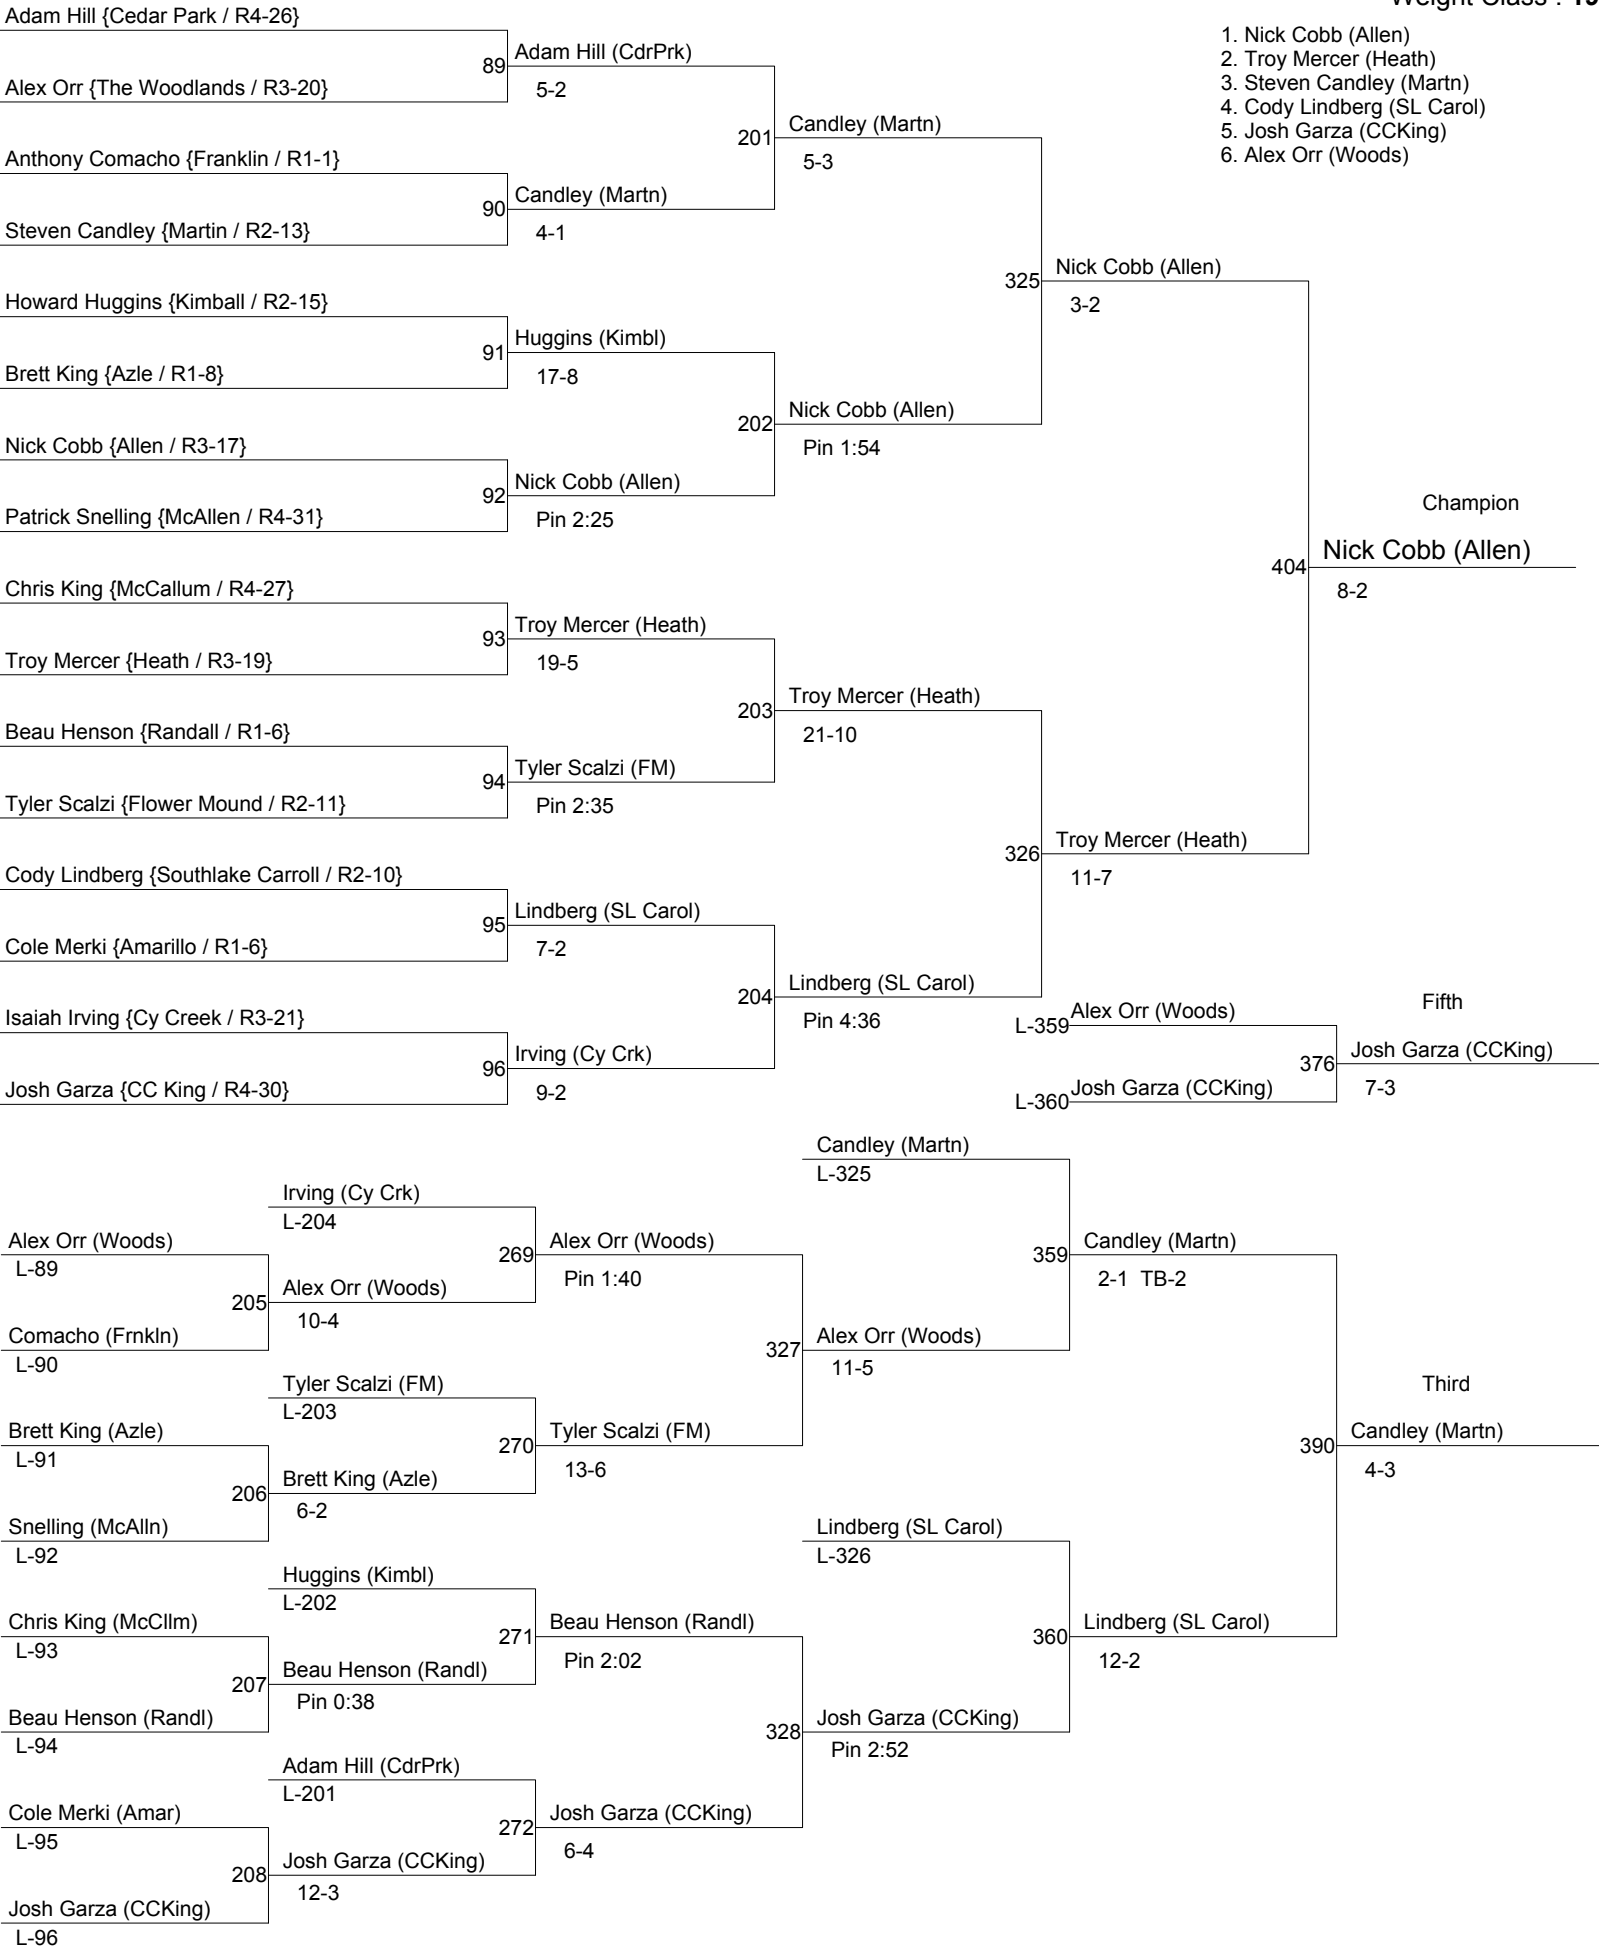 Weight Class :
1. Nick Cobb (Allen)
2. Troy Mercer (Heath)
3. Steven Candley (Martn)
4. Cody Lindberg (SL Carol)
5. Josh Garza (CCKing)
6. Alex Orr (Woods)
Adam Hill {Cedar Park / R4-26}
89
Adam Hill (CdrPrk)
5-2
Alex Orr {The Woodlands / R3-20}
201
Candley (Martn)
5-3
Anthony Comacho {Franklin / R1-1}
90
Candley (Martn)
4-1
Steven Candley {Martin / R2-13}
325
Nick Cobb (Allen)
3-2
Howard Huggins {Kimball / R2-15}
91
Huggins (Kimbl)
17-8
Brett King {Azle / R1-8}
202
Nick Cobb (Allen)
Pin 1:54
Nick Cobb {Allen / R3-17}
92
Nick Cobb (Allen)
Pin 2:25
Patrick Snelling {McAllen / R4-31}
Champion
404
Nick Cobb (Allen)
8-2
Chris King {McCallum / R4-27}
93
Troy Mercer (Heath)
19-5
Troy Mercer {Heath / R3-19}
203
Troy Mercer (Heath)
21-10
Beau Henson {Randall / R1-6}
94
Tyler Scalzi (FM)
Pin 2:35
Tyler Scalzi {Flower Mound / R2-11}
326
Troy Mercer (Heath)
11-7
Cody Lindberg {Southlake Carroll / R2-10}
95
Lindberg (SL Carol)
7-2
Cole Merki {Amarillo / R1-6}
204
Lindberg (SL Carol)
Pin 4:36
Isaiah Irving {Cy Creek / R3-21}
96
Irving (Cy Crk)
9-2
Josh Garza {CC King / R4-30}
Fifth
L-359
Alex Orr (Woods)
376
Josh Garza (CCKing)
7-3
L-360
Josh Garza (CCKing)
Candley (Martn)
L-325
Irving (Cy Crk)
L-204
Alex Orr (Woods)
L-89
269
Alex Orr (Woods)
Pin 1:40
359
Candley (Martn)
2-1 TB-2
205
Alex Orr (Woods)
10-4
Comacho (Frnkln)
L-90
327
Alex Orr (Woods)
11-5
Tyler Scalzi (FM)
L-203
Third
Brett King (Azle)
L-91
270
Tyler Scalzi (FM)
13-6
390
Candley (Martn)
4-3
206
Brett King (Azle)
6-2
Snelling (McAlln)
L-92
Lindberg (SL Carol)
L-326
Huggins (Kimbl)
L-202
Chris King (McCllm)
L-93
271
Beau Henson (Randl)
Pin 2:02
360
Lindberg (SL Carol)
12-2
207
Beau Henson (Randl)
Pin 0:38
Beau Henson (Randl)
L-94
328
Josh Garza (CCKing)
Pin 2:52
Adam Hill (CdrPrk)
L-201
Cole Merki (Amar)
L-95
272
Josh Garza (CCKing)
6-4
208
Josh Garza (CCKing)
12-3
Josh Garza (CCKing)
L-96